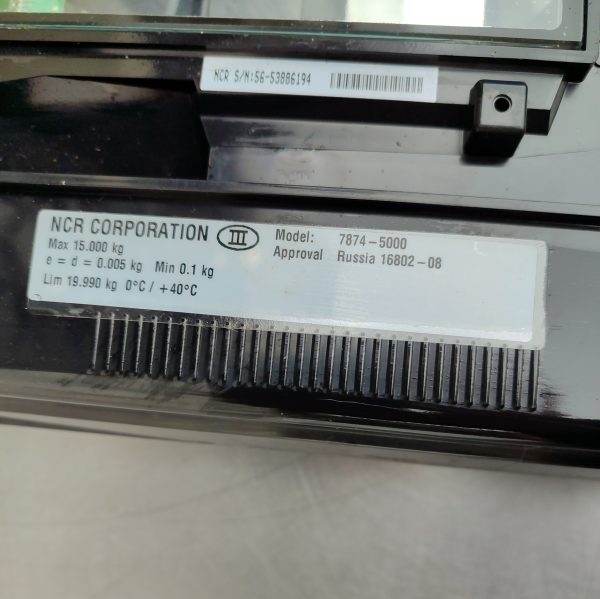 NCR S/N:56-53886194
NCR CORPORATION III Model: 7874-5000
Max 15.000 kg Approval Russia 16802-08
e = d = 0.005 kg Min 0.1 kg
Lim 19.990 kg 0°C / +40°C